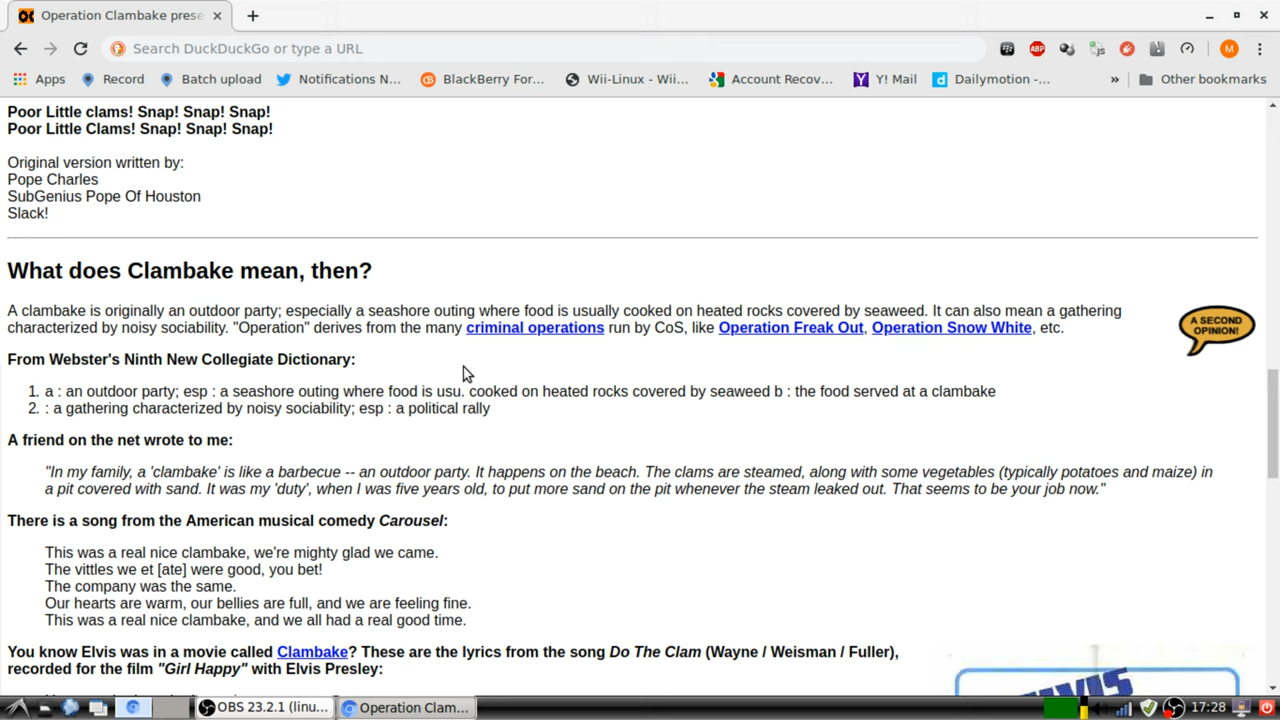 Operation Clambake prese
Search DuckDuckGo or type a URL
ABP
M
Apps
Record
Batch upload
Notifications N...
BlackBerry For...
Wii-Linux - Wii...
Account Recov...
Y! Mail
Dailymotion -...
»
Other bookmarks
Poor Little clams! Snap! Snap! Snap!
Poor Little Clams! Snap! Snap! Snap!
Original version written by:
Pope Charles
SubGenius Pope Of Houston
Slack!
What does Clambake mean, then?
A clambake is originally an outdoor party; especially a seashore outing where food is usually cooked on heated rocks covered by seaweed. It can also mean a gathering
characterized by noisy sociability. "Operation" derives from the many criminal operations run by CoS, like Operation Freak Out, Operation Snow White, etc.
A SECOND
OPINION!
From Webster's Ninth New Collegiate Dictionary:
1. a : an outdoor party; esp : a seashore outing where food is usu. cooked on heated rocks covered by seaweed b : the food served at a clambake
2. : a gathering characterized by noisy sociability; esp : a political rally
A friend on the net wrote to me:
"In my family, a 'clambake' is like a barbecue -- an outdoor party. It happens on the beach. The clams are steamed, along with some vegetables (typically potatoes and maize) in
a pit covered with sand. It was my 'duty', when I was five years old, to put more sand on the pit whenever the steam leaked out. That seems to be your job now."
There is a song from the American musical comedy Carousel:
This was a real nice clambake, we're mighty glad we came.
The vittles we et [ate] were good, you bet!
The company was the same.
Our hearts are warm, our bellies are full, and we are feeling fine.
This was a real nice clambake, and we all had a real good time.
You know Elvis was in a movie called Clambake? These are the lyrics from the song Do The Clam (Wayne / Weisman / Fuller),
recorded for the film "Girl Happy" with Elvis Presley:
ELVIS
OBS 23.2.1 (linu...
Operation Clam...
17:28